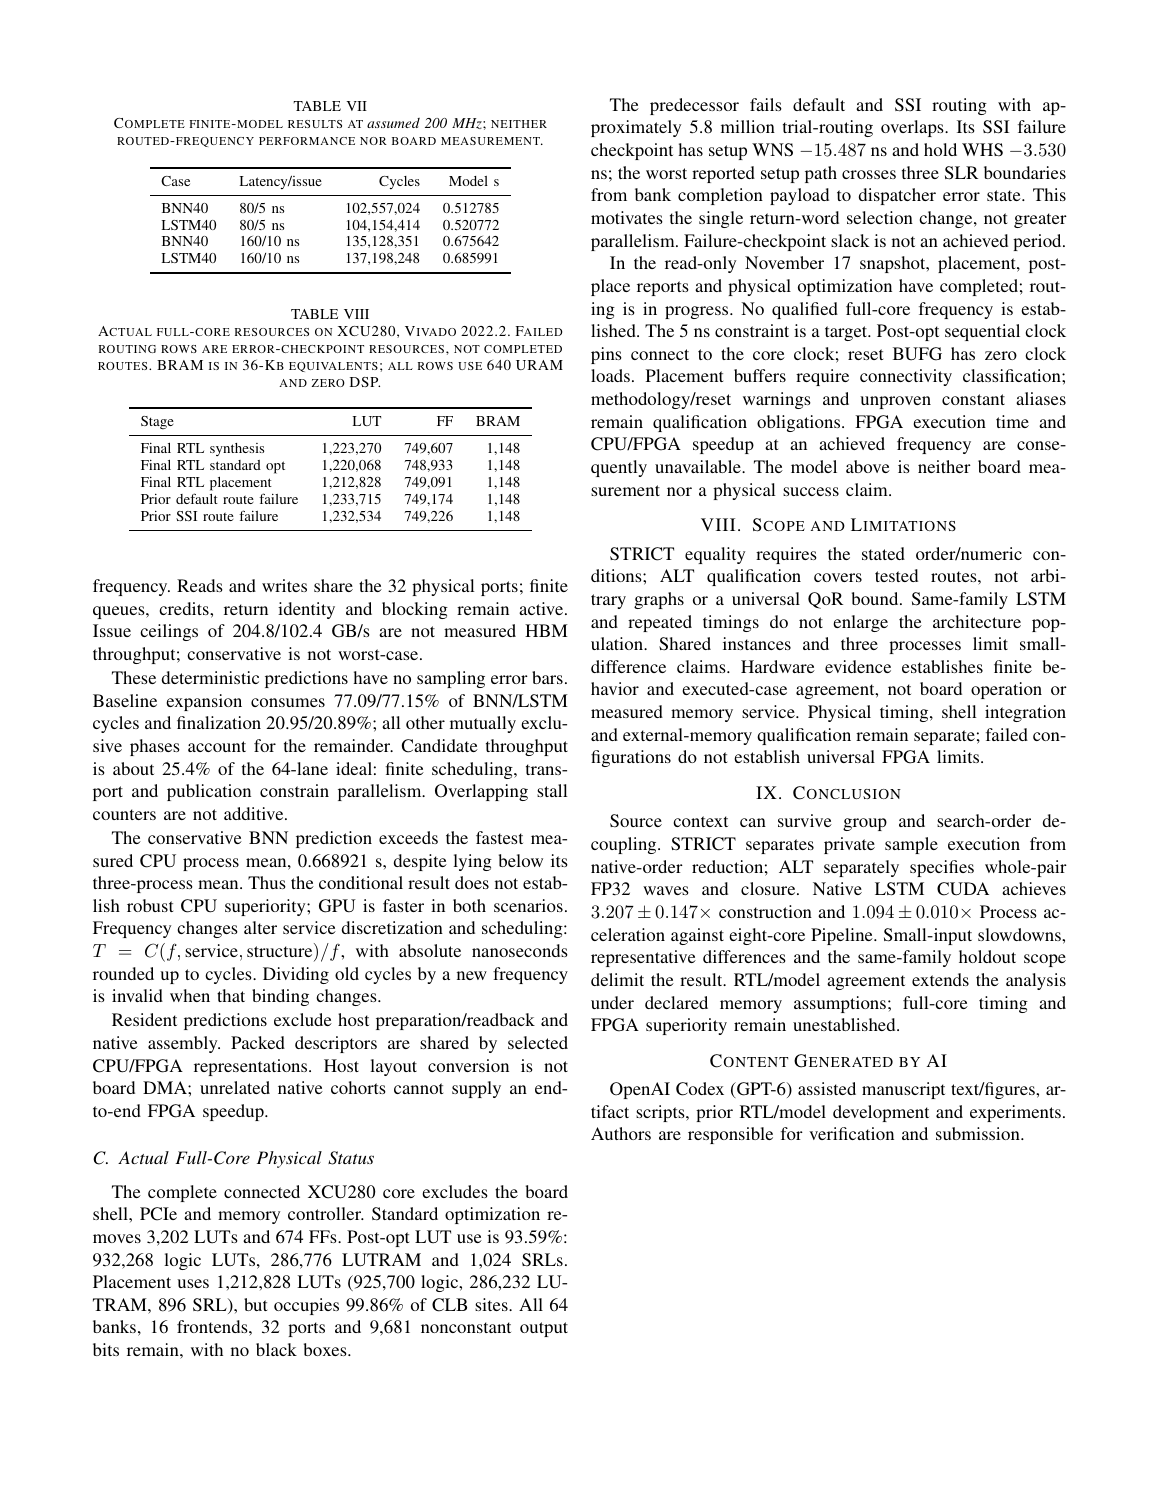 TABLE VII
COMPLETE FINITE-MODEL RESULTS AT assumed 200 MHz; NEITHER
ROUTED-FREQUENCY PERFORMANCE NOR BOARD MEASUREMENT.
Case Latency/issue Cycles Model s
BNN40 80/5 ns 102,557,024 0.512785
LSTM40 80/5 ns 104,154,414 0.520772
BNN40 160/10 ns 135,128,351 0.675642
LSTM40 160/10 ns 137,198,248 0.685991
TABLE VIII
ACTUAL FULL-CORE RESOURCES ON XCU280, VIVADO 2022.2. FAILED
ROUTING ROWS ARE ERROR-CHECKPOINT RESOURCES, NOT COMPLETED
ROUTES. BRAM IS IN 36-KB EQUIVALENTS; ALL ROWS USE 640 URAM
AND ZERO DSP.
Stage LUT FF BRAM
Final RTL synthesis 1,223,270 749,607 1,148
Final RTL standard opt 1,220,068 748,933 1,148
Final RTL placement 1,212,828 749,091 1,148
Prior default route failure 1,233,715 749,174 1,148
Prior SSI route failure 1,232,534 749,226 1,148
frequency. Reads and writes share the 32 physical ports; finite
queues, credits, return identity and blocking remain active.
Issue ceilings of 204.8/102.4 GB/s are not measured HBM
throughput; conservative is not worst-case.
These deterministic predictions have no sampling error bars.
Baseline expansion consumes 77.09/77.15% of BNN/LSTM
cycles and finalization 20.95/20.89%; all other mutually exclu-
sive phases account for the remainder. Candidate throughput
is about 25.4% of the 64-lane ideal: finite scheduling, trans-
port and publication constrain parallelism. Overlapping stall
counters are not additive.
The conservative BNN prediction exceeds the fastest mea-
sured CPU process mean, 0.668921 s, despite lying below its
three-process mean. Thus the conditional result does not estab-
lish robust CPU superiority; GPU is faster in both scenarios.
Frequency changes alter service discretization and scheduling:
T = C(f, service, structure)/f, with absolute nanoseconds
rounded up to cycles. Dividing old cycles by a new frequency
is invalid when that binding changes.
Resident predictions exclude host preparation/readback and
native assembly. Packed descriptors are shared by selected
CPU/FPGA representations. Host layout conversion is not
board DMA; unrelated native cohorts cannot supply an end-
to-end FPGA speedup.
C. Actual Full-Core Physical Status
The complete connected XCU280 core excludes the board
shell, PCIe and memory controller. Standard optimization re-
moves 3,202 LUTs and 674 FFs. Post-opt LUT use is 93.59%:
932,268 logic LUTs, 286,776 LUTRAM and 1,024 SRLs.
Placement uses 1,212,828 LUTs (925,700 logic, 286,232 LU-
TRAM, 896 SRL), but occupies 99.86% of CLB sites. All 64
banks, 16 frontends, 32 ports and 9,681 nonconstant output
bits remain, with no black boxes.
The predecessor fails default and SSI routing with ap-
proximately 5.8 million trial-routing overlaps. Its SSI failure
checkpoint has setup WNS −15.487 ns and hold WHS −3.530
ns; the worst reported setup path crosses three SLR boundaries
from bank completion payload to dispatcher error state. This
motivates the single return-word selection change, not greater
parallelism. Failure-checkpoint slack is not an achieved period.
In the read-only November 17 snapshot, placement, post-
place reports and physical optimization have completed; rout-
ing is in progress. No qualified full-core frequency is estab-
lished. The 5 ns constraint is a target. Post-opt sequential clock
pins connect to the core clock; reset BUFG has zero clock
loads. Placement buffers require connectivity classification;
methodology/reset warnings and unproven constant aliases
remain qualification obligations. FPGA execution time and
CPU/FPGA speedup at an achieved frequency are conse-
quently unavailable. The model above is neither board mea-
surement nor a physical success claim.
VIII. SCOPE AND LIMITATIONS
STRICT equality requires the stated order/numeric con-
ditions; ALT qualification covers tested routes, not arbi-
trary graphs or a universal QoR bound. Same-family LSTM
and repeated timings do not enlarge the architecture pop-
ulation. Shared instances and three processes limit small-
difference claims. Hardware evidence establishes finite be-
havior and executed-case agreement, not board operation or
measured memory service. Physical timing, shell integration
and external-memory qualification remain separate; failed con-
figurations do not establish universal FPGA limits.
IX. CONCLUSION
Source context can survive group and search-order de-
coupling. STRICT separates private sample execution from
native-order reduction; ALT separately specifies whole-pair
FP32 waves and closure. Native LSTM CUDA achieves
3.207 ± 0.147× construction and 1.094 ± 0.010× Process ac-
celeration against eight-core Pipeline. Small-input slowdowns,
representative differences and the same-family holdout scope
delimit the result. RTL/model agreement extends the analysis
under declared memory assumptions; full-core timing and
FPGA superiority remain unestablished.
CONTENT GENERATED BY AI
OpenAI Codex (GPT-6) assisted manuscript text/figures, ar-
tifact scripts, prior RTL/model development and experiments.
Authors are responsible for verification and submission.